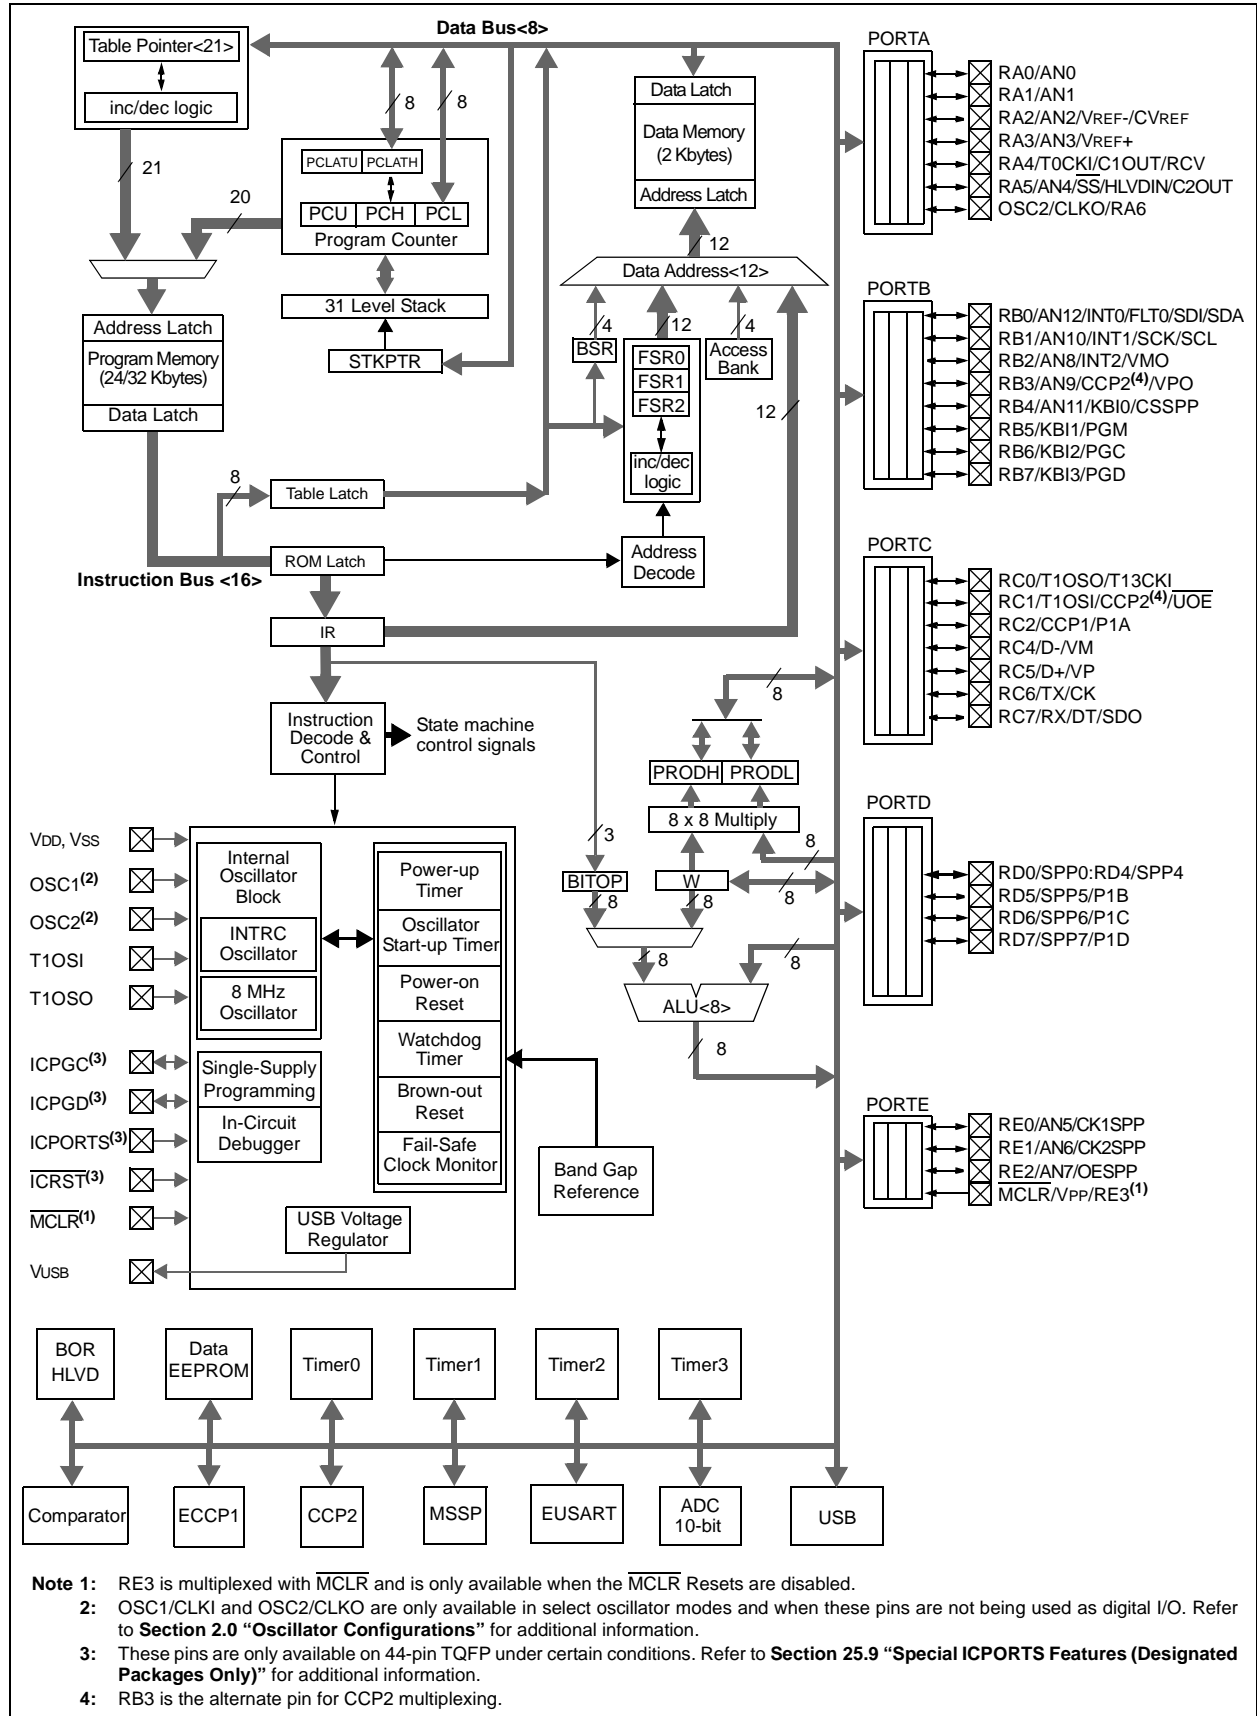 Data Bus<8>
Table Pointer<21>
inc/dec logic
21
20
8
8
PCLATU
PCLATH
PCU
PCH
PCL
Program Counter
31 Level Stack
STKPTR
Data Latch
Data Memory
(2 Kbytes)
Address Latch
12
Data Address<12>
4
12
4
BSR
FSR0
FSR1
FSR2
inc/dec
logic
Access
Bank
12
Address Latch
Program Memory
(24/32 Kbytes)
Data Latch
8
Table Latch
ROM Latch
Instruction Bus <16>
Address
Decode
IR
Instruction
Decode &
Control
State machine
control signals
8
PRODH
PRODL
8 x 8 Multiply
3
8
BITOP
W
8
8
8
8
8
ALU<8>
8
VDD, VSS
OSC1(2)
OSC2(2)
T1OSI
T1OSO
ICPGC(3)
ICPGD(3)
ICPORTS(3)
ICRST(3)
MCLR(1)
VUSB
Internal
Oscillator
Block
INTRC
Oscillator
8 MHz
Oscillator
Single-Supply
Programming
In-Circuit
Debugger
Power-up
Timer
Oscillator
Start-up Timer
Power-on
Reset
Watchdog
Timer
Brown-out
Reset
Fail-Safe
Clock Monitor
Band Gap
Reference
USB Voltage
Regulator
PORTA
RA0/AN0
RA1/AN1
RA2/AN2/VREF-/CVREF
RA3/AN3/VREF+
RA4/T0CKI/C1OUT/RCV
RA5/AN4/SS/HLVDIN/C2OUT
OSC2/CLKO/RA6
PORTB
RB0/AN12/INT0/FLT0/SDI/SDA
RB1/AN10/INT1/SCK/SCL
RB2/AN8/INT2/VMO
RB3/AN9/CCP2(4)/VPO
RB4/AN11/KBI0/CSSPP
RB5/KBI1/PGM
RB6/KBI2/PGC
RB7/KBI3/PGD
PORTC
RC0/T1OSO/T13CKI
RC1/T1OSI/CCP2(4)/UOE
RC2/CCP1/P1A
RC4/D-/VM
RC5/D+/VP
RC6/TX/CK
RC7/RX/DT/SDO
PORTD
RD0/SPP0:RD4/SPP4
RD5/SPP5/P1B
RD6/SPP6/P1C
RD7/SPP7/P1D
PORTE
RE0/AN5/CK1SPP
RE1/AN6/CK2SPP
RE2/AN7/OESPP
MCLR/VPP/RE3(1)
BOR
HLVD
Data
EEPROM
Timer0
Timer1
Timer2
Timer3
Comparator
ECCP1
CCP2
MSSP
EUSART
ADC
10-bit
USB
Note 1: RE3 is multiplexed with MCLR and is only available when the MCLR Resets are disabled.
2: OSC1/CLKI and OSC2/CLKO are only available in select oscillator modes and when these pins are not being used as digital I/O. Refer
to Section 2.0 “Oscillator Configurations” for additional information.
3: These pins are only available on 44-pin TQFP under certain conditions. Refer to Section 25.9 “Special ICPORTS Features (Designated
Packages Only)” for additional information.
4: RB3 is the alternate pin for CCP2 multiplexing.